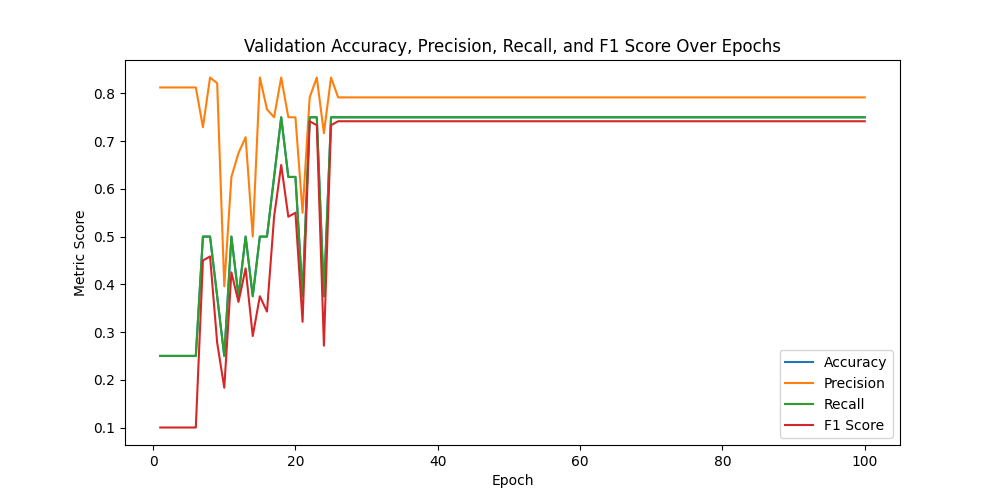 Validation Accuracy, Precision, Recall, and F1 Score Over Epochs
Metric Score
0.8
0.7
0.6
0.5
0.4
0.3
0.2
0.1
0 20 40 60 80 100
Epoch
Accuracy
Precision
Recall
F1 Score